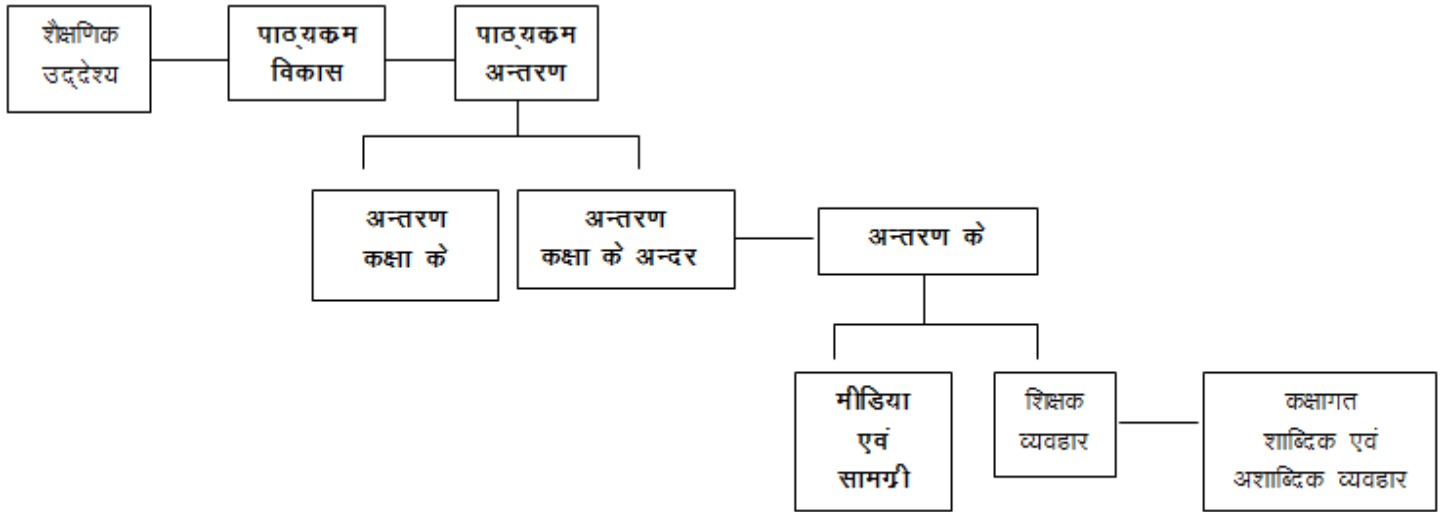 शैक्षणिक
उद्देश्य
पाठ्यक्रम
विकास
पाठ्यक्रम
अन्तरण
अन्तरण
कक्षा के
अन्तरण
कक्षा के अन्दर
अन्तरण के
मीडिया
एवं
सामग्री
शिक्षक
व्यवहार
कक्षागत
शाब्दिक एवं
अशाब्दिक व्यवहार